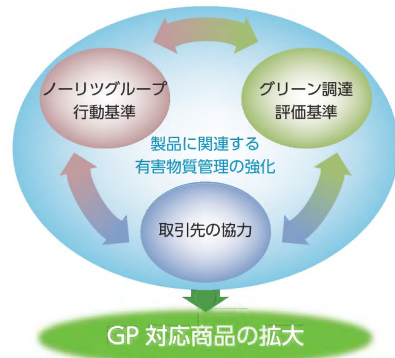 ノーリツグループ
行動基準
グリーン調達
評価基準
製品に関連する
有害物質管理の強化
取引先の協力
GP 対応商品の拡大